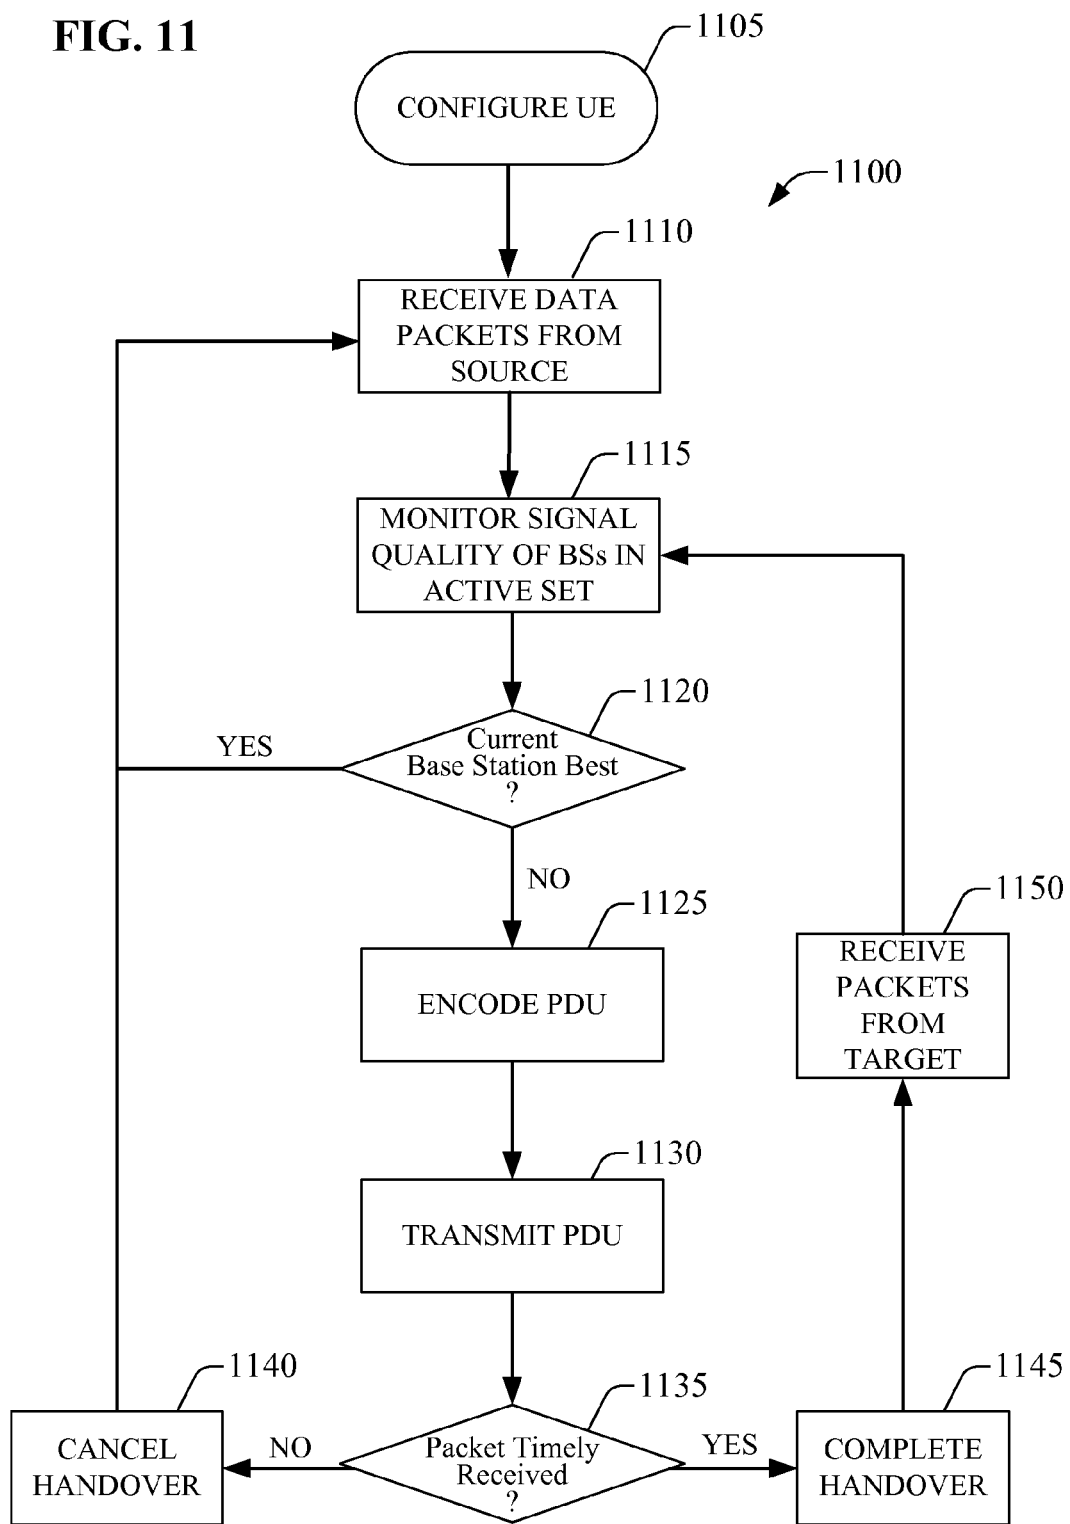 FIG. 11
1105
CONFIGURE UE
1100
1110
RECEIVE DATA
PACKETS FROM
SOURCE
1115
MONITOR SIGNAL
QUALITY OF BSs IN
ACTIVE SET
1120
YES
Current
Base Station Best
?
NO
1125
ENCODE PDU
1150
RECEIVE
PACKETS
FROM
TARGET
1130
TRANSMIT PDU
1140
CANCEL
HANDOVER
NO
1135
Packet Timely
Received
?
YES
1145
COMPLETE
HANDOVER